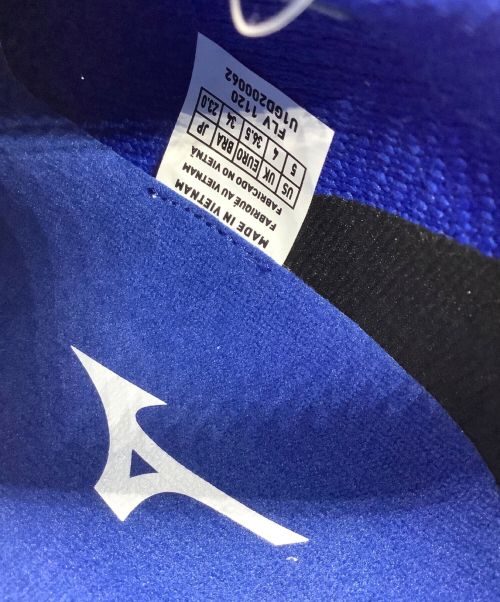 MADE IN VIETNAM
FABRIQUÉ AU VIETNAM
FABRICADO NO VIETNÃ
US UK EURO BRA JP
5 4 36.5 34 23.0
FLV 1120
U1GD200062